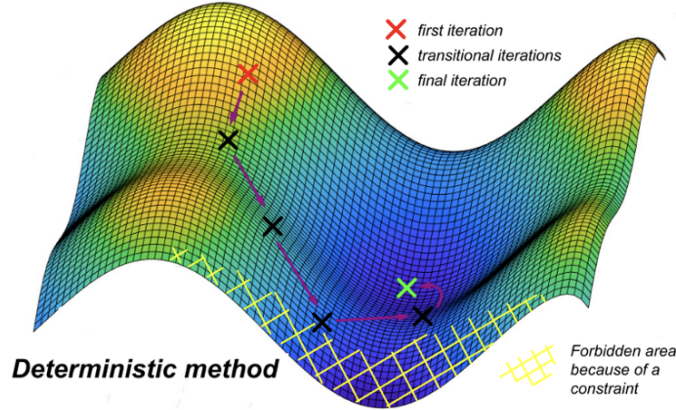 first iteration
transitional iterations
final iteration
Deterministic method
Forbidden area
because of a
constraint